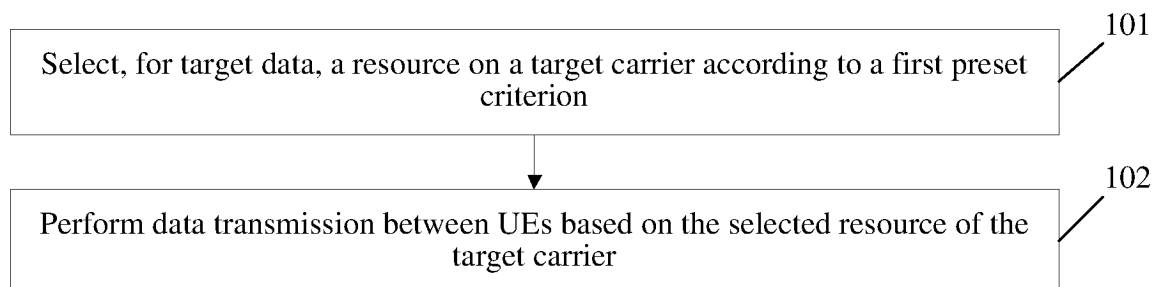 101
Select, for target data, a resource on a target carrier according to a first preset
criterion
102
Perform data transmission between UEs based on the selected resource of the
target carrier